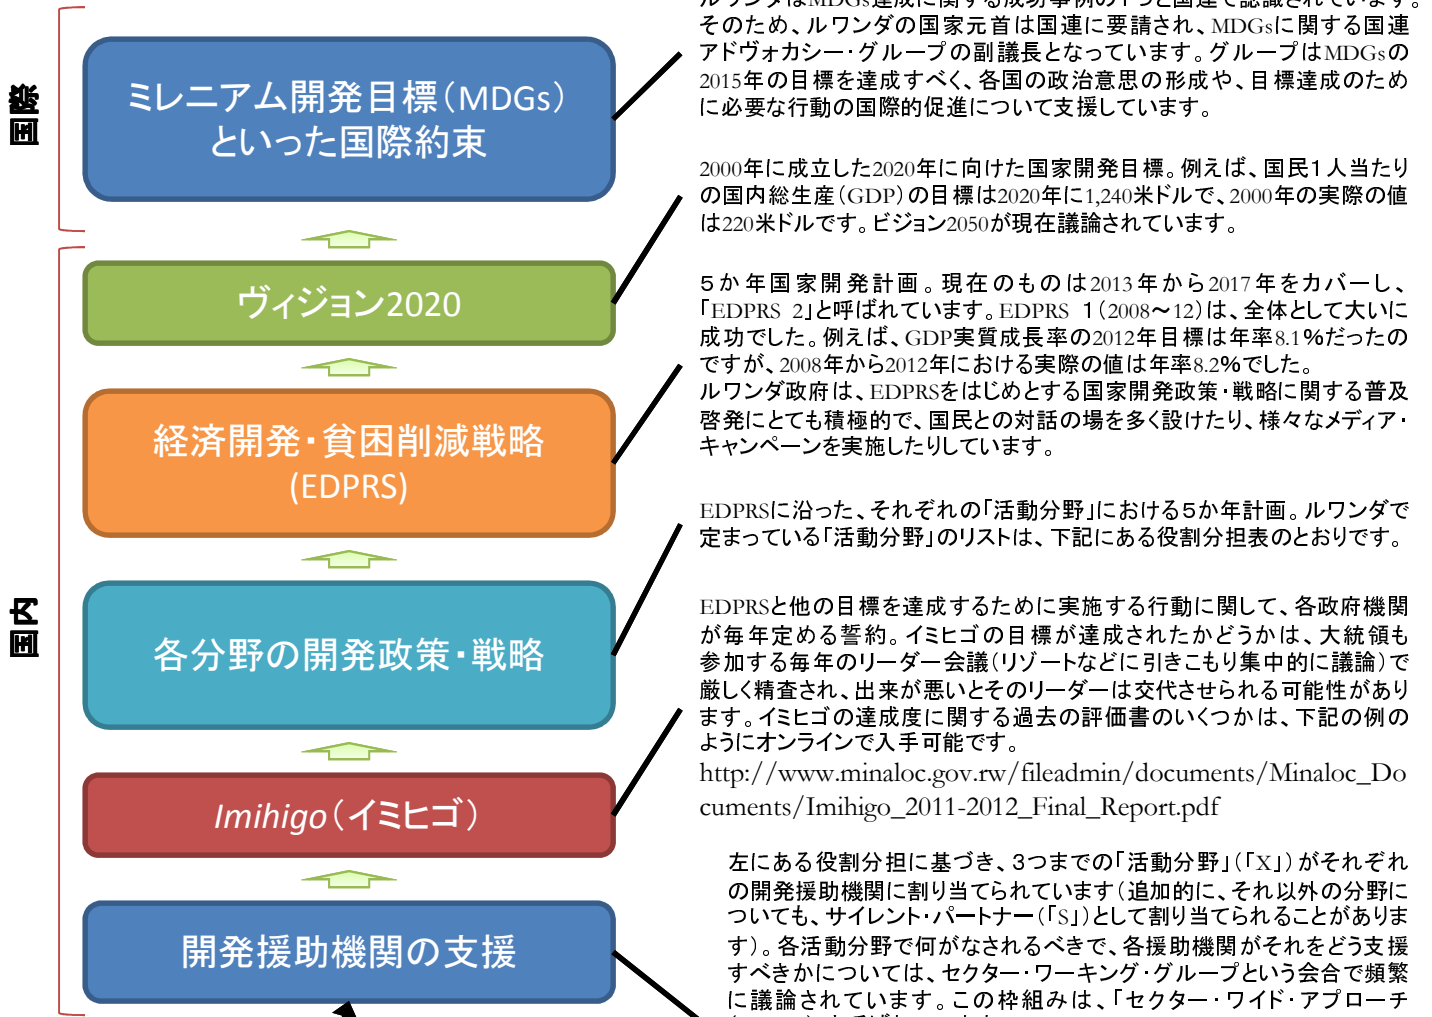 国際
ミレニアム開発目標（MDGs）
といった国際約束
ルワンダはMDGs達成に関する成功事例の1つと国連で認識されています。
そのため、ルワンダの国家元首は国連に要請され、MDGsに関する国連
アドヴォカシー・グループの副議長となっています。グループはMDGsの
2015年の目標を達成すべく、各国の政治意思の形成や、目標達成のため
に必要な行動の国際的促進について支援しています。
国内
ヴィジョン2020
2000年に成立した2020年に向けた国家開発目標。例えば、国民１人当たり
の国内総生産（GDP）の目標は2020年に1,240米ドルで、2000年の実際の値
は220米ドルです。ビジョン2050が現在議論されています。
経済開発・貧困削減戦略
(EDPRS)
５か年国家開発計画。現在のものは2013年から2017年をカバーし、
「EDPRS 2」と呼ばれています。EDPRS １（2008～12）は、全体として大いに
成功でした。例えば、GDP実質成長率の2012年目標は年率8.1％だったの
ですが、2008年から2012年における実際の値は年率8.2％でした。
ルワンダ政府は、EDPRSをはじめとする国家開発政策・戦略に関する普及
啓発にとても積極的で、国民との対話の場を多く設けたり、様々なメディア・
キャンペーンを実施したりしています。
各分野の開発政策・戦略
EDPRSに沿った、それぞれの「活動分野」における５か年計画。ルワンダで
定まっている「活動分野」のリストは、下記にある役割分担表のとおりです。
Imihigo（イミヒゴ）
EDPRSと他の目標を達成するために実施する行動に関して、各政府機関
が毎年定める誓約。イミヒゴの目標が達成されたかどうかは、大統領も
参加する毎年のリーダー会議（リゾートなどに引きこもり集中的に議論）で
厳しく精査され、出来が悪いとそのリーダーは交代させられる可能性があり
ます。イミヒゴの達成度に関する過去の評価書のいくつかは、下記の例の
ようにオンラインで入手可能です。
http://www.minaloc.gov.rw/fileadmin/documents/Minaloc_Do
cuments/Imihigo_2011-2012_Final_Report.pdf
開発援助機関の支援
左にある役割分担に基づき、３つまでの「活動分野」（「X」）がそれぞれ
の開発援助機関に割り当てられています（追加的に、それ以外の分野に
ついても、サイレント・パートナー（「S」）として割り当てられることがありま
す）。各活動分野で何がなされるべきで、各援助機関がそれをどう支援
すべきかについては、セクター・ワーキング・グループという会合で頻繁
に議論されています。この枠組みは、「セクター・ワイド・アプローチ